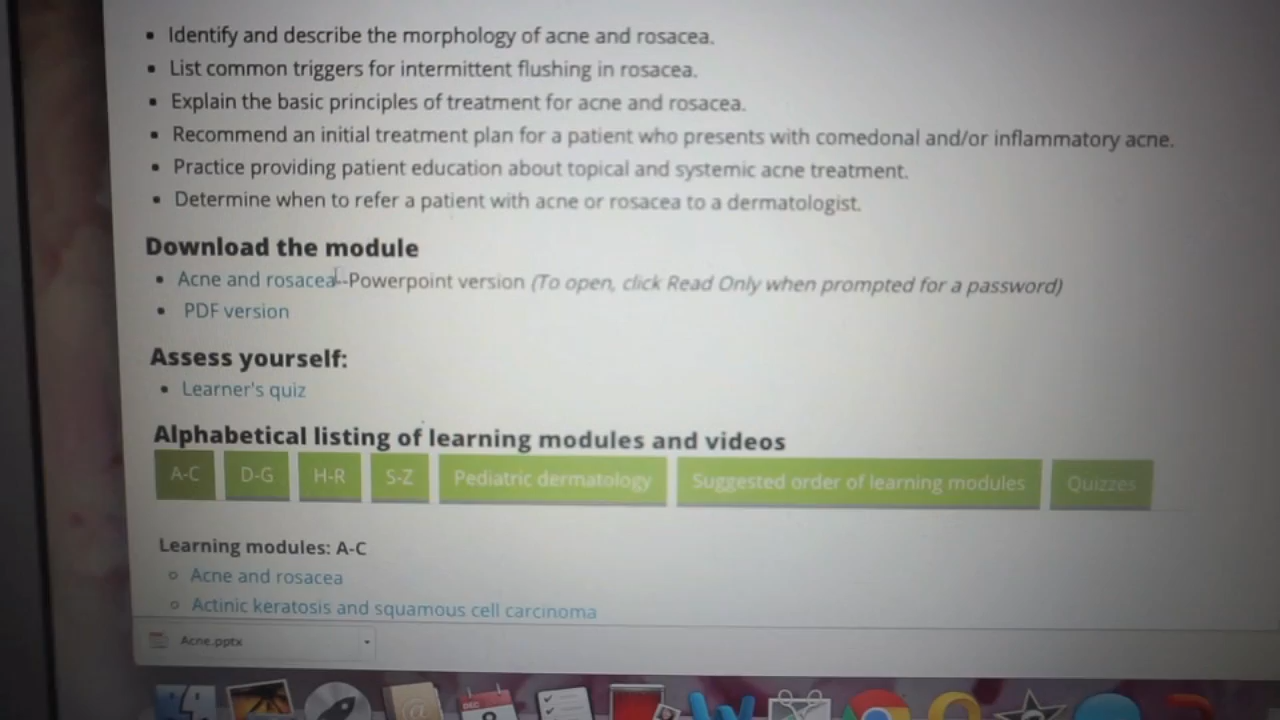 Identify and describe the morphology of acne and rosacea.
List common triggers for intermittent flushing in rosacea.
Explain the basic principles of treatment for acne and rosacea.
Recommend an initial treatment plan for a patient who presents with comedonal and/or inflammatory acne.
Practice providing patient education about topical and systemic acne treatment.
Determine when to refer a patient with acne or rosacea to a dermatologist.
Download the module
Acne and rosacea--Powerpoint version (To open, click Read Only when prompted for a password)
PDF version
Assess yourself:
Learner's quiz
Alphabetical listing of learning modules and videos
A-C D-G H-R S-Z Pediatric dermatology Suggested order of learning modules Quizzes
Learning modules: A-C
Acne and rosacea
Actinic keratosis and squamous cell carcinoma
Acne.pptx
DEC